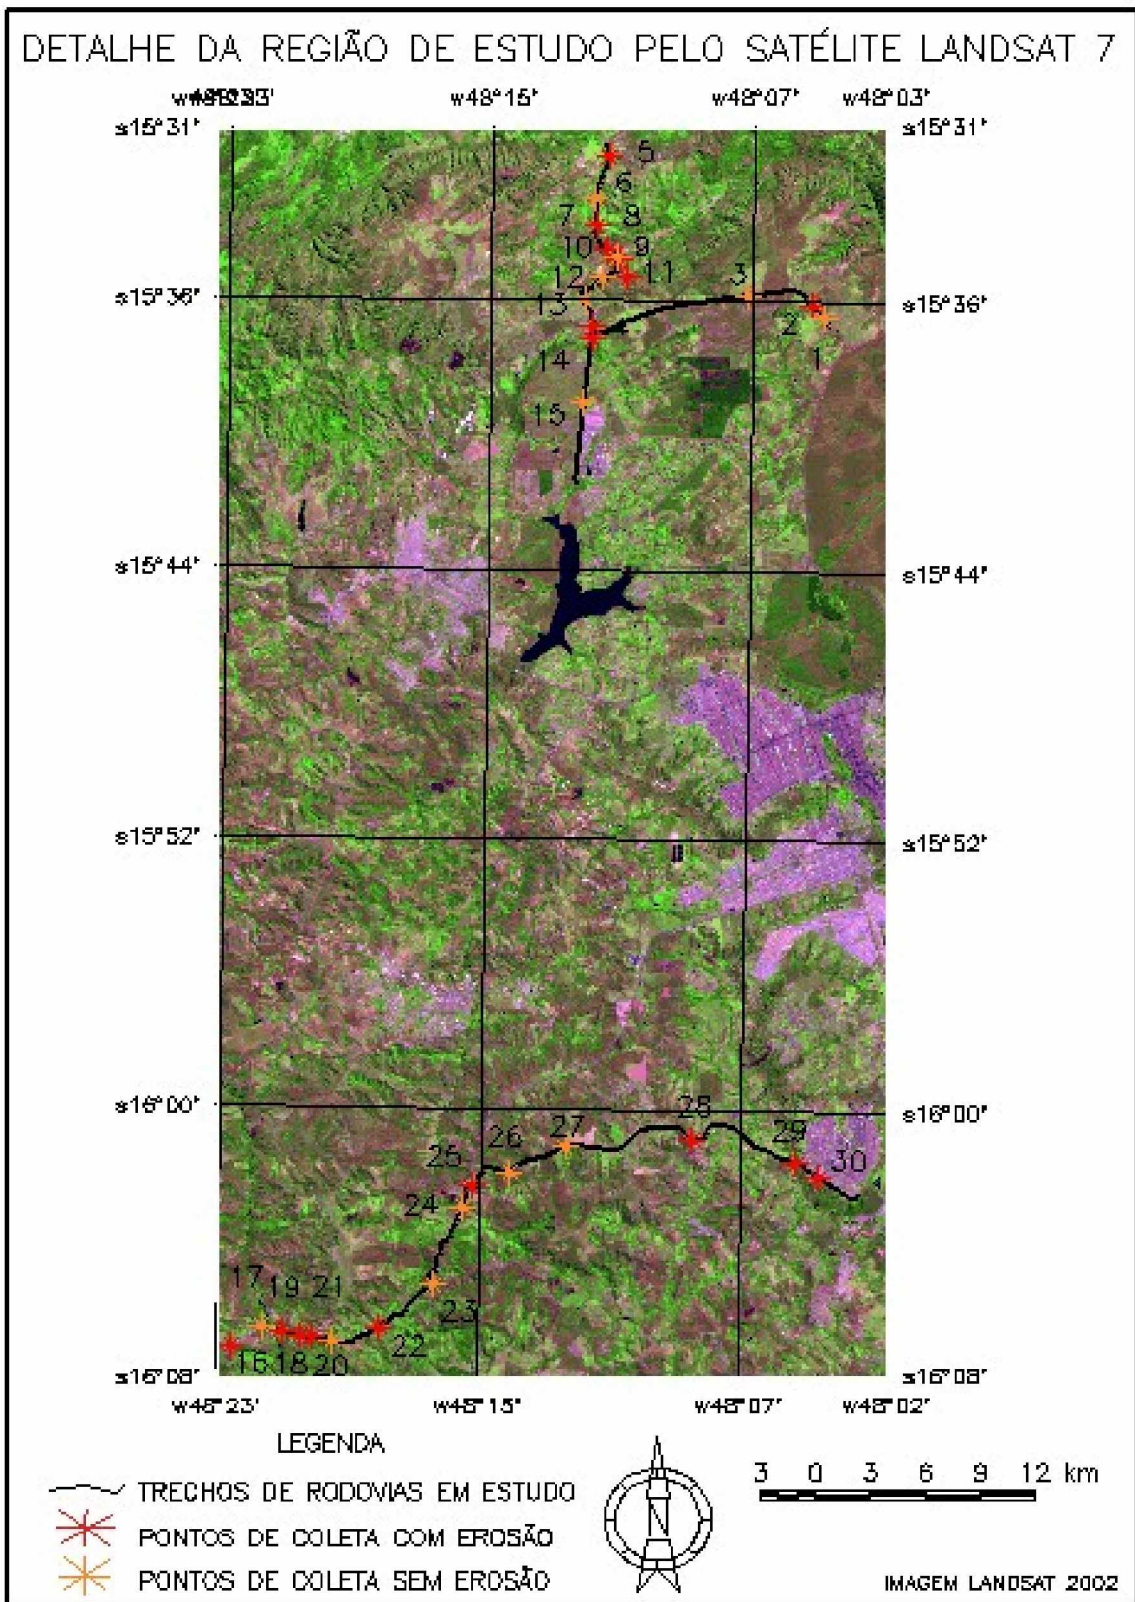 DETALHE DA REGIÃO DE ESTUDO PELO SATÉLITE LANDSAT 7
w48°15' w48°07' w48°03'
s15°31' s15°31'
5
6
7 8
10 9
12 11
3
s15°36' s15°36'
13
2
1
4
14
15
s15°44' s15°44'
s15°52' s15°52'
s16°00' s16°00'
28
27 29
26
25 30
24
17 19 21 23
16 18 20 22
s16°08' s16°08'
w48°23' w48°15' w48°07' w48°02'
LEGENDA
TRECHOS DE RODOVIAS EM ESTUDO
PONTOS DE COLETA COM EROSÃO
PONTOS DE COLETA SEM EROSÃO
N
3 0 3 6 9 12 km
IMAGEM LANDSAT 2002